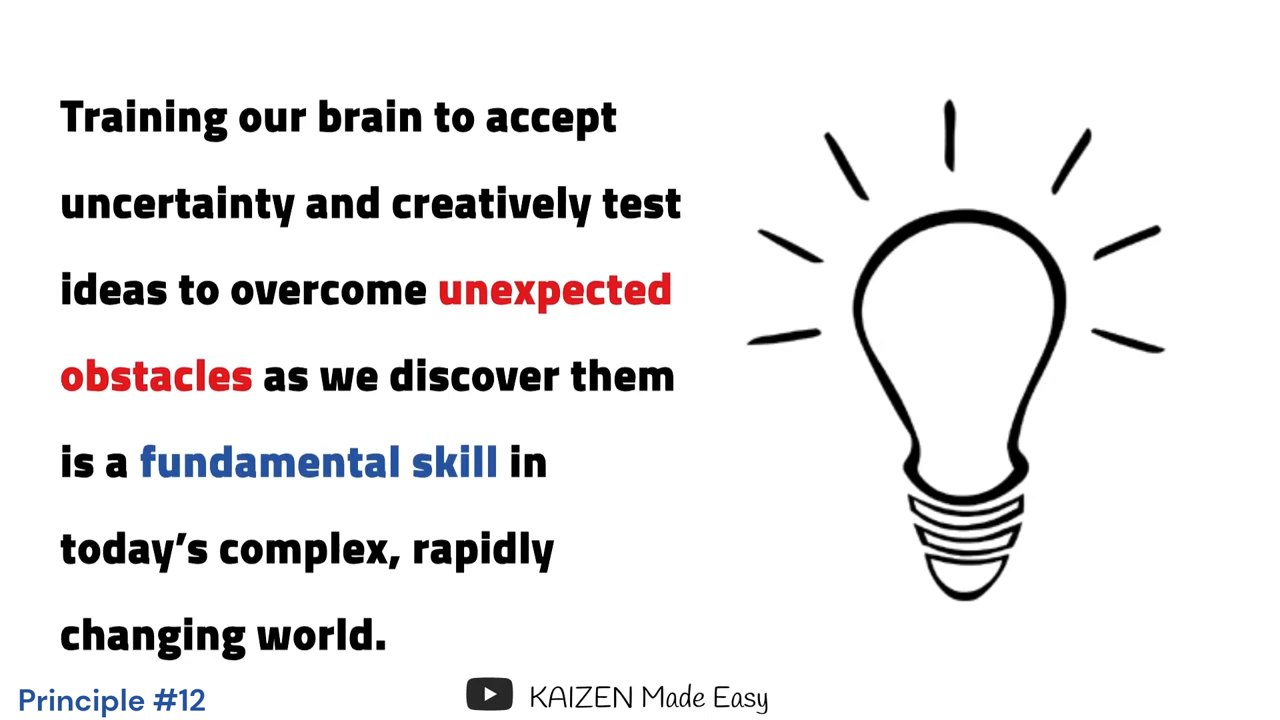 Training our brain to accept
uncertainty and creatively test
ideas to overcome unexpected
obstacles as we discover them
is a fundamental skill in
today’s complex, rapidly
changing world.
Principle #12
KAIZEN Made Easy